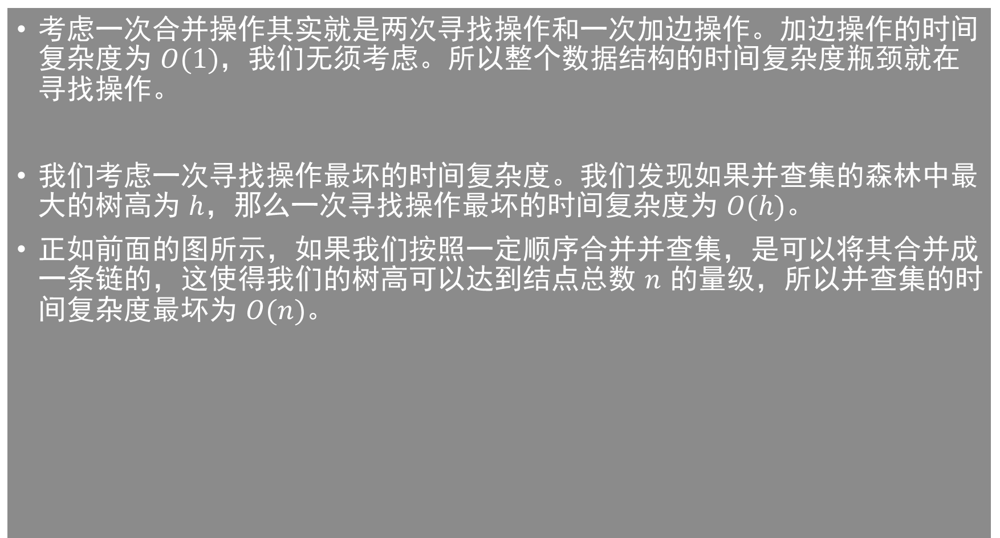 • 考虑一次合并操作其实就是两次寻找操作和一次加边操作。加边操作的时间
复杂度为 O(1)，我们无须考虑。所以整个数据结构的时间复杂度瓶颈就在
寻找操作。
• 我们考虑一次寻找操作最坏的时间复杂度。我们发现如果并查集的森林中最
大的树高为 h，那么一次寻找操作最坏的时间复杂度为 O(h)。
• 正如前面的图所示，如果我们按照一定顺序合并并查集，是可以将其合并成
一条链的，这使得我们的树高可以达到结点总数 n 的量级，所以并查集的时
间复杂度最坏为 O(n)。